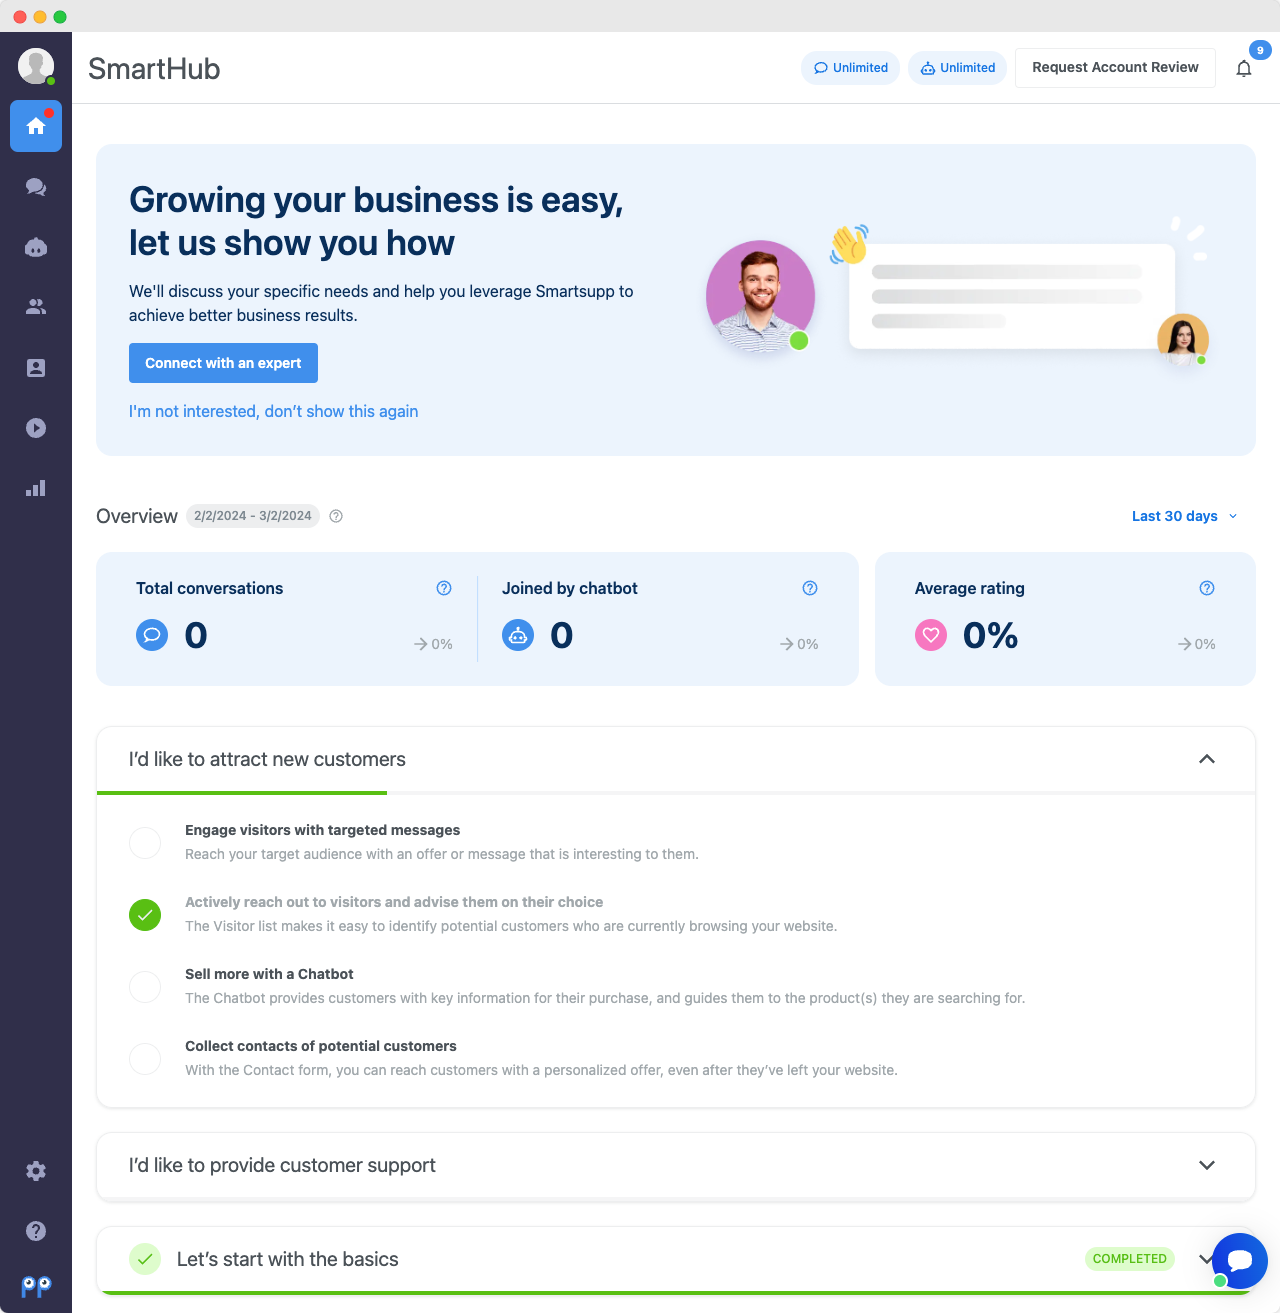 SmartHub
Unlimited
Unlimited
Request Account Review
9
Growing your business is easy,
let us show you how
We'll discuss your specific needs and help you leverage Smartsupp to
achieve better business results.
Connect with an expert
I'm not interested, don’t show this again
Overview
2/2/2024 - 3/2/2024
Last 30 days
Total conversations
0
0%
Joined by chatbot
0
0%
Average rating
0%
0%
I’d like to attract new customers
Engage visitors with targeted messages
Reach your target audience with an offer or message that is interesting to them.
Actively reach out to visitors and advise them on their choice
The Visitor list makes it easy to identify potential customers who are currently browsing your website.
Sell more with a Chatbot
The Chatbot provides customers with key information for their purchase, and guides them to the product(s) they are searching for.
Collect contacts of potential customers
With the Contact form, you can reach customers with a personalized offer, even after they’ve left your website.
I’d like to provide customer support
Let’s start with the basics
COMPLETED